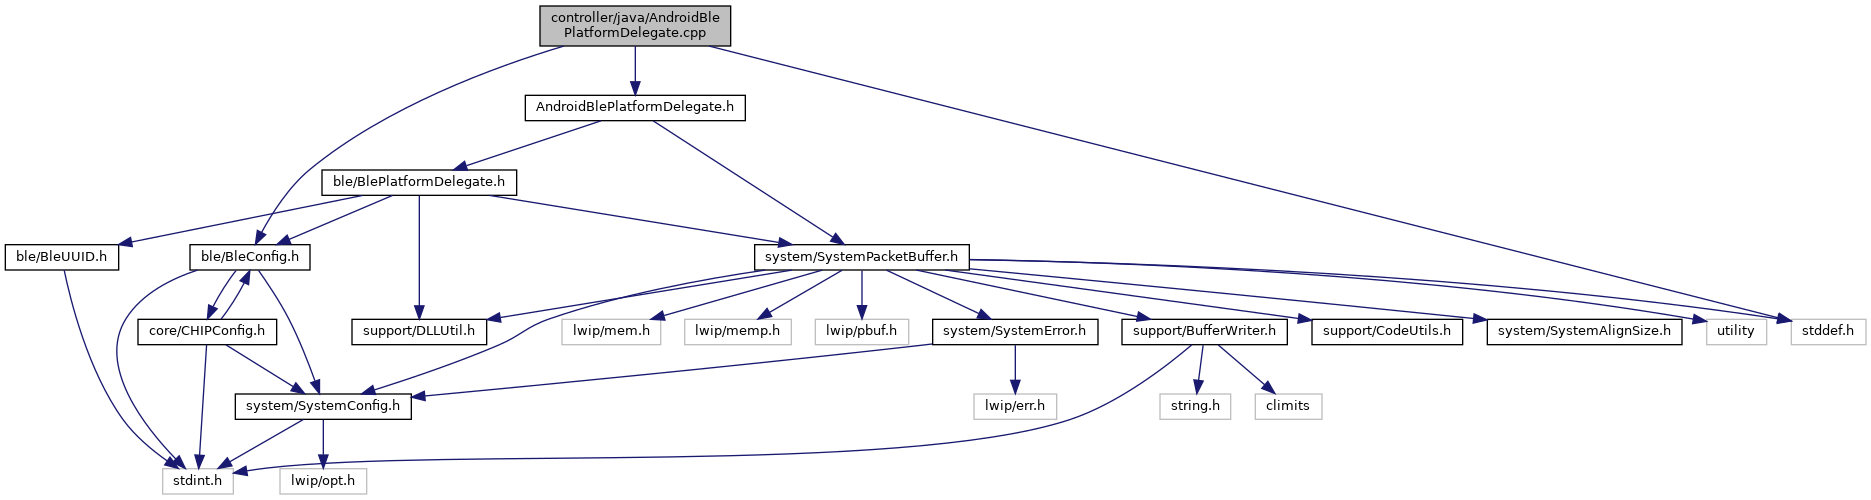 controller/java/AndroidBle
PlatformDelegate.cpp
AndroidBlePlatformDelegate.h
ble/BlePlatformDelegate.h
ble/BleUUID.h
ble/BleConfig.h
system/SystemPacketBuffer.h
core/CHIPConfig.h
support/DLLUtil.h
lwip/mem.h
lwip/memp.h
lwip/pbuf.h
system/SystemError.h
support/BufferWriter.h
support/CodeUtils.h
system/SystemAlignSize.h
utility
stddef.h
system/SystemConfig.h
lwip/err.h
string.h
climits
stdint.h
lwip/opt.h